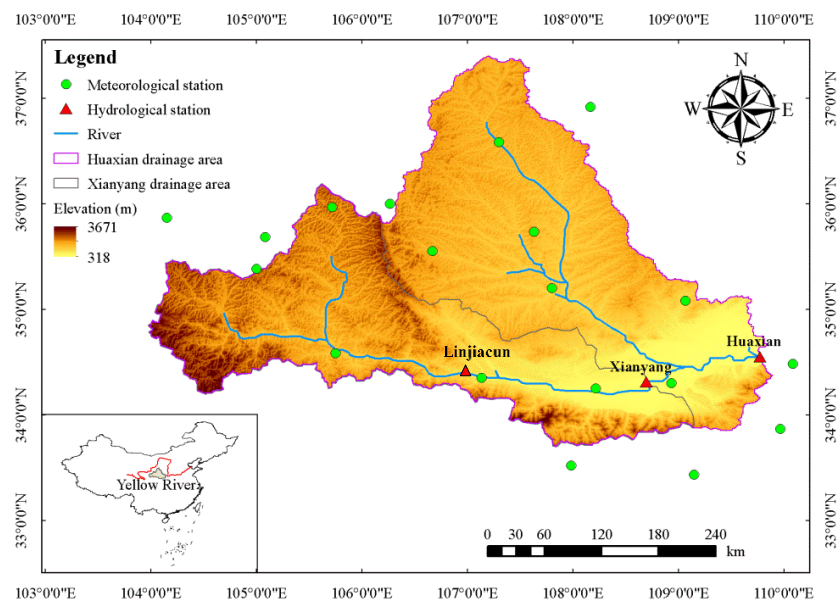 103°0'0"E 104°0'0"E 105°0'0"E 106°0'0"E 107°0'0"E 108°0'0"E 109°0'0"E 110°0'0"E
Legend
Meteorological station
Hydrological station
River
Huaxian drainage area
Xianyang drainage area
Elevation (m)
3671
318
N
W E
S
37°0'0"N 37°0'0"N
36°0'0"N 36°0'0"N
35°0'0"N 35°0'0"N
34°0'0"N 34°0'0"N
33°0'0"N 33°0'0"N
Huaxian
Linjiacun
Xianyang
Yellow River
0 30 60 120 180 240
km
103°0'0"E 104°0'0"E 105°0'0"E 106°0'0"E 107°0'0"E 108°0'0"E 109°0'0"E 110°0'0"E